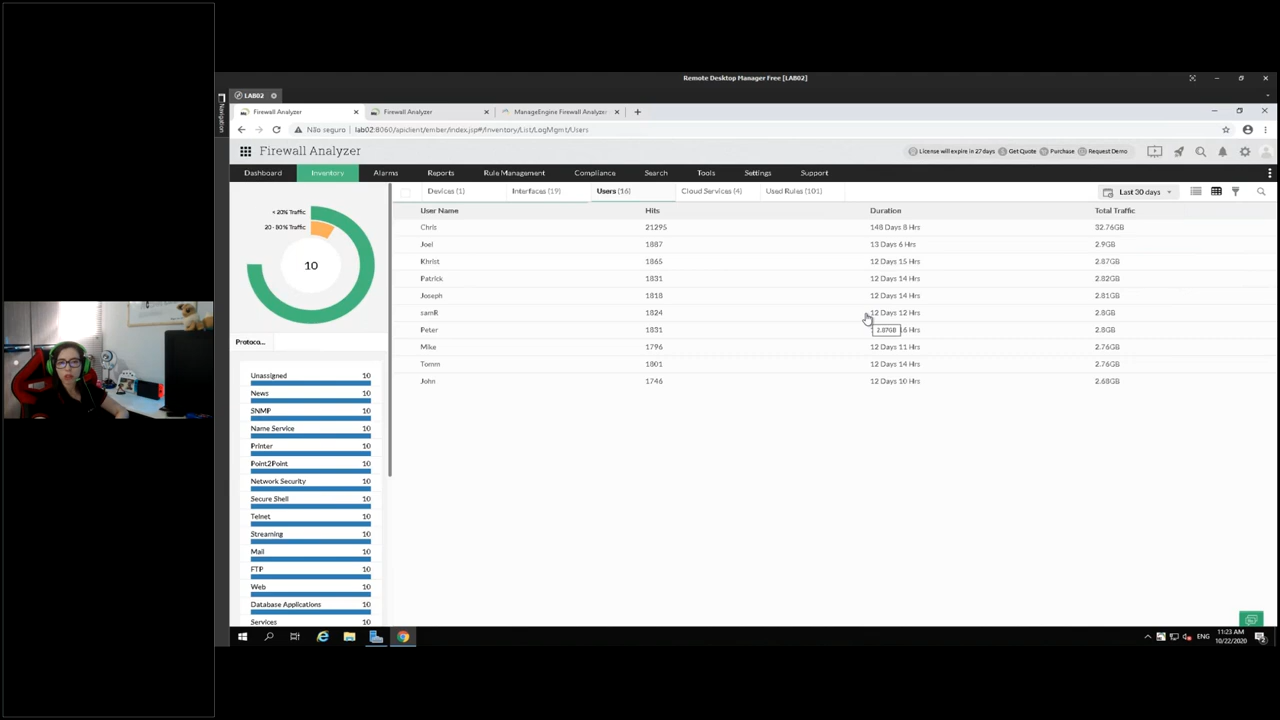 Remote Desktop Manager Free [LAB02]
LAB02
Navigation
Firewall Analyzer
Firewall Analyzer
ManageEngine Firewall Analyzer
Não seguro
lab02:8060/apiclient/ember/index.jsp#/Inventory/List/LogMgmt/Users
Firewall Analyzer
License will expire in 27 days
Get Quote
Purchase
Request Demo
Dashboard Inventory Alarms Reports Rule Management Compliance Search Tools Settings Support
Devices (1) Interfaces (19) Users (16) Cloud Services (4) Used Rules (101) Last 30 days
< 20% Traffic
20 - 80% Traffic
10
Protoco...
Unassigned 10
News 10
SNMP 10
Name Service 10
Printer 10
Point2Point 10
Network Security 10
Secure Shell 10
Telnet 10
Streaming 10
Mail 10
FTP 10
Web 10
Database Applications 10
Services 10
User Name Hits Duration Total Traffic
Chris 21295 148 Days 8 Hrs 32.76GB
Joel 1887 13 Days 6 Hrs 2.9GB
Khrist 1865 12 Days 15 Hrs 2.87GB
Patrick 1831 12 Days 14 Hrs 2.82GB
Joseph 1818 12 Days 14 Hrs 2.81GB
samR 1824 12 Days 12 Hrs 2.8GB
Peter 1831 2.87GB 16 Hrs 2.8GB
Mike 1796 12 Days 11 Hrs 2.76GB
Tomm 1801 12 Days 14 Hrs 2.76GB
John 1746 12 Days 10 Hrs 2.68GB
ENG
11:23 AM
10/22/2020